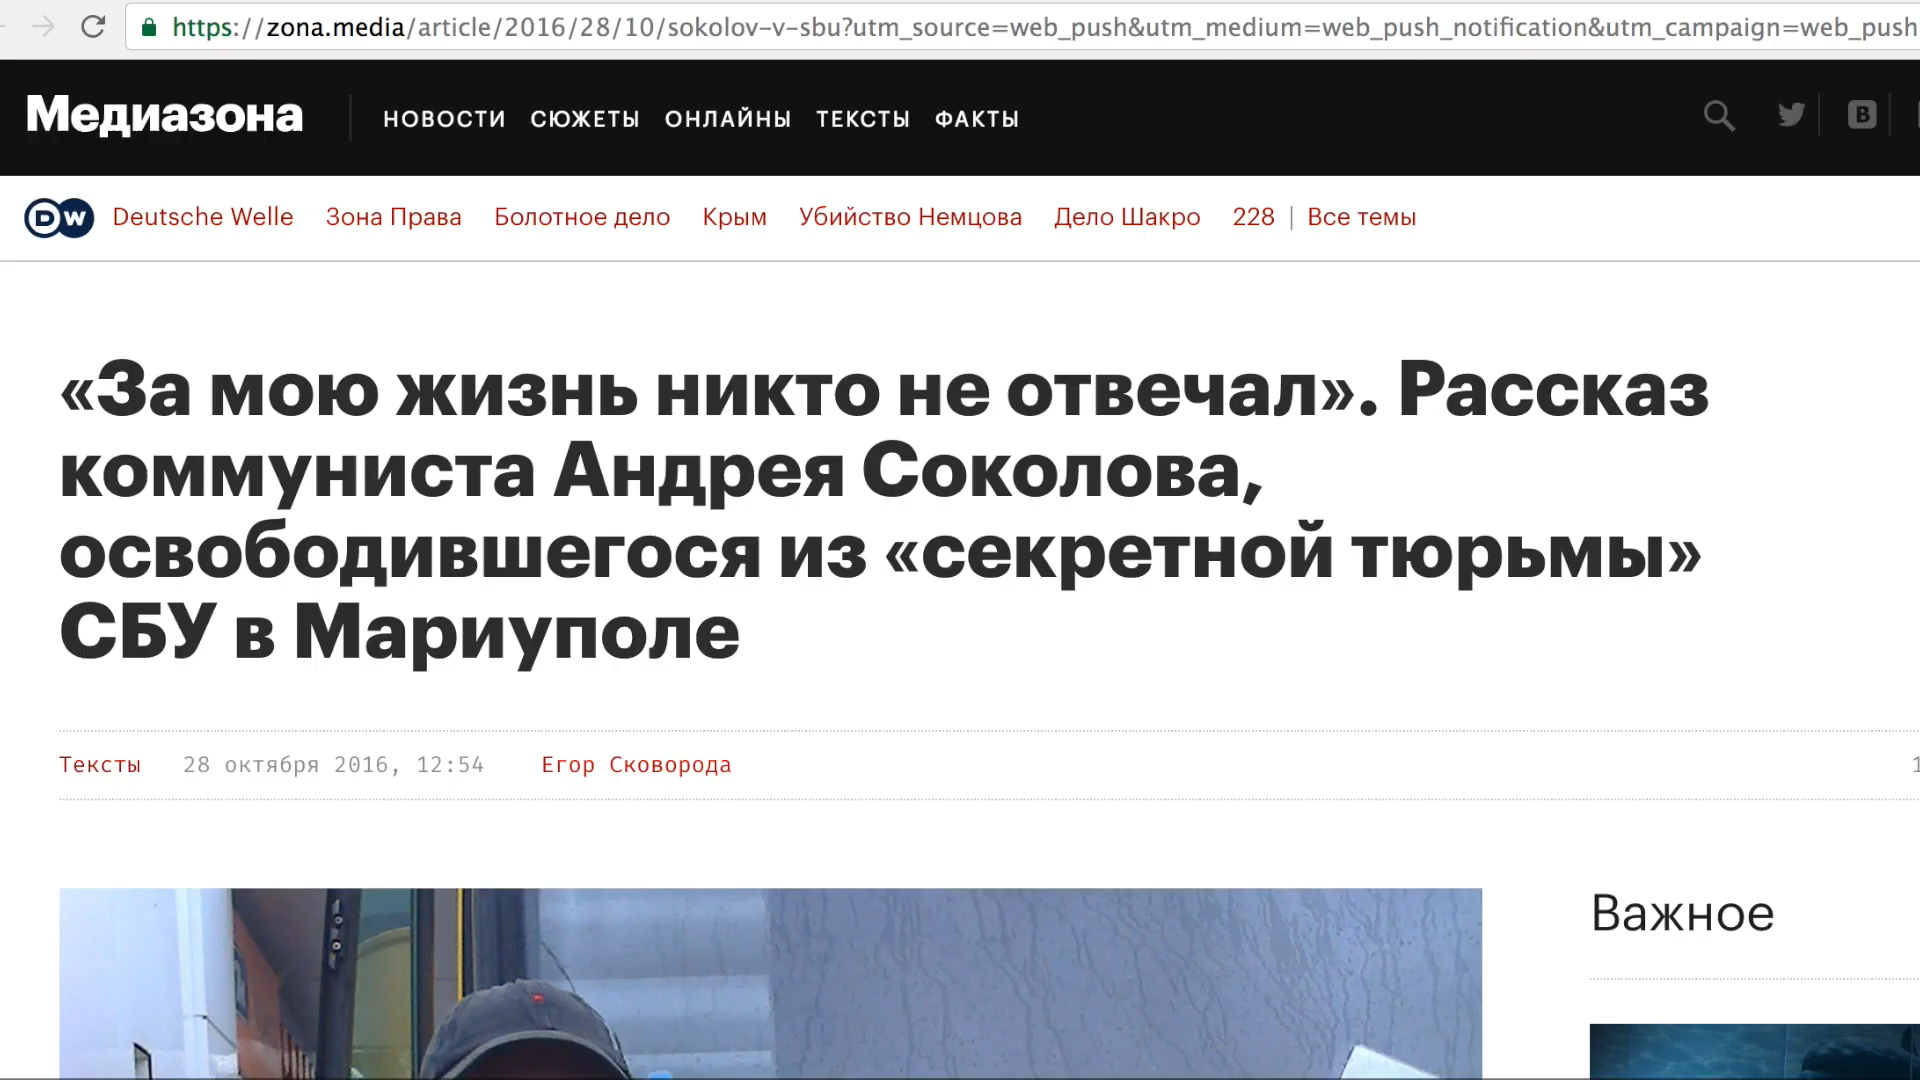 https://zona.media/article/2016/28/10/sokolov-v-sbu?utm_source=web_push&utm_medium=web_push_notification&utm_campaign=web_push
Медиазона
НОВОСТИ СЮЖЕТЫ ОНЛАЙНЫ ТЕКСТЫ ФАКТЫ
B
DW Deutsche Welle Зона Права Болотное дело Крым Убийство Немцова Дело Шакро 228 | Все темы
«За мою жизнь никто не отвечал». Рассказ
коммуниста Андрея Соколова,
освободившегося из «секретной тюрьмы»
СБУ в Мариуполе
Тексты 28 октября 2016, 12:54 Егор Сковорода
Важное